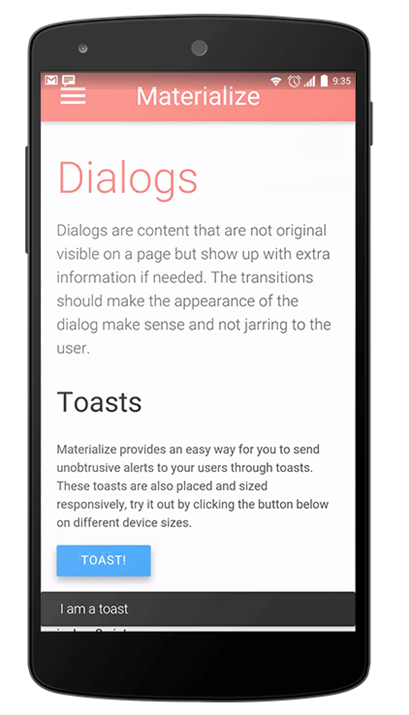 9:35
Materialize
Dialogs
Dialogs are content that are not original
visible on a page but show up with extra
information if needed. The transitions
should make the appearance of the
dialog make sense and not jarring to the
user.
Toasts
Materialize provides an easy way for you to send
unobtrusive alerts to your users through toasts.
These toasts are also placed and sized
responsively, try it out by clicking the button below
on different device sizes.
TOAST!
I am a toast